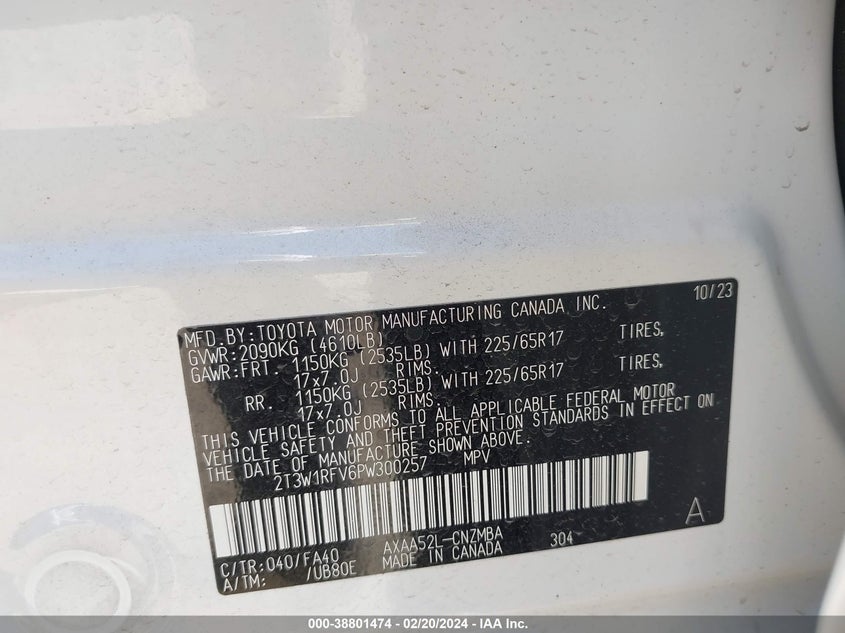 MFD.BY:TOYOTA MOTOR MANUFACTURING CANADA INC. 10/23
GVWR:2090KG (4610LB)
GAWR:FRT. 1150KG (2535LB) WITH 225/65R17 TIRES,
17x7.0J RIMS.
RR. 1150KG (2535LB) WITH 225/65R17 TIRES,
17x7.0J RIMS.
THIS VEHICLE CONFORMS TO ALL APPLICABLE FEDERAL MOTOR
VEHICLE SAFETY AND THEFT PREVENTION STANDARDS IN EFFECT ON
THE DATE OF MANUFACTURE SHOWN ABOVE.
2T3W1RFV6PW300257 MPV
A
C/TR:040/FA40 AXAA52L-CNZMBA 304
A/TM: /UB80E MADE IN CANADA
000-38801474 - 02/20/2024 - IAA Inc.